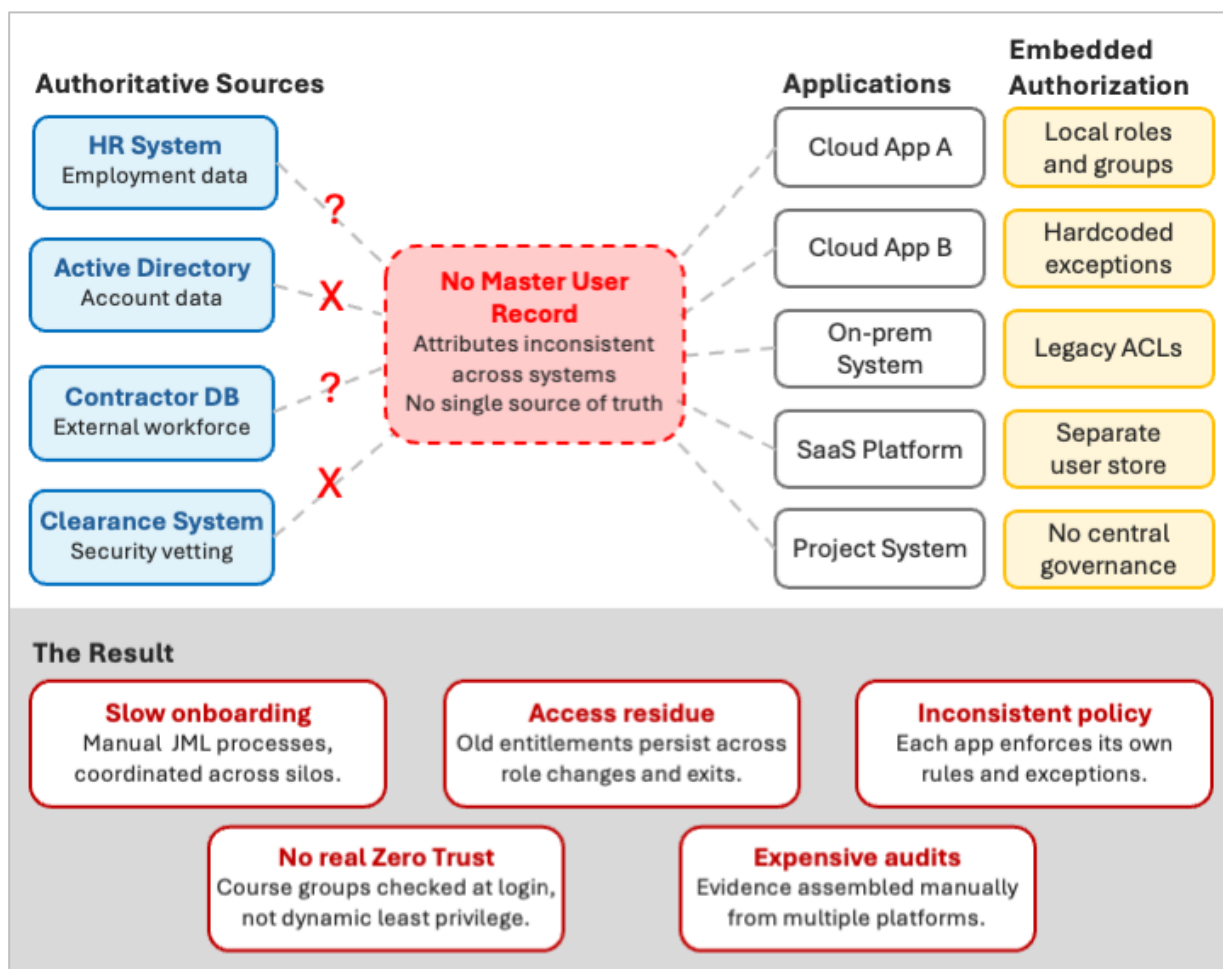 Authoritative Sources
HR System
Employment data
?
Active Directory
Account data
X
Contractor DB
External workforce
?
Clearance System
Security vetting
X
No Master User
Record
Attributes inconsistent
across systems
No single source of truth
Applications
Cloud App A
Cloud App B
On-prem
System
SaaS Platform
Project System
Embedded
Authorization
Local roles
and groups
Hardcoded
exceptions
Legacy ACLs
Separate
user store
No central
governance
The Result
Slow onboarding
Manual JML processes,
coordinated across silos.
Access residue
Old entitlements persist across
role changes and exits.
Inconsistent policy
Each app enforces its own
rules and exceptions.
No real Zero Trust
Course groups checked at login,
not dynamic least privilege.
Expensive audits
Evidence assembled manually
from multiple platforms.